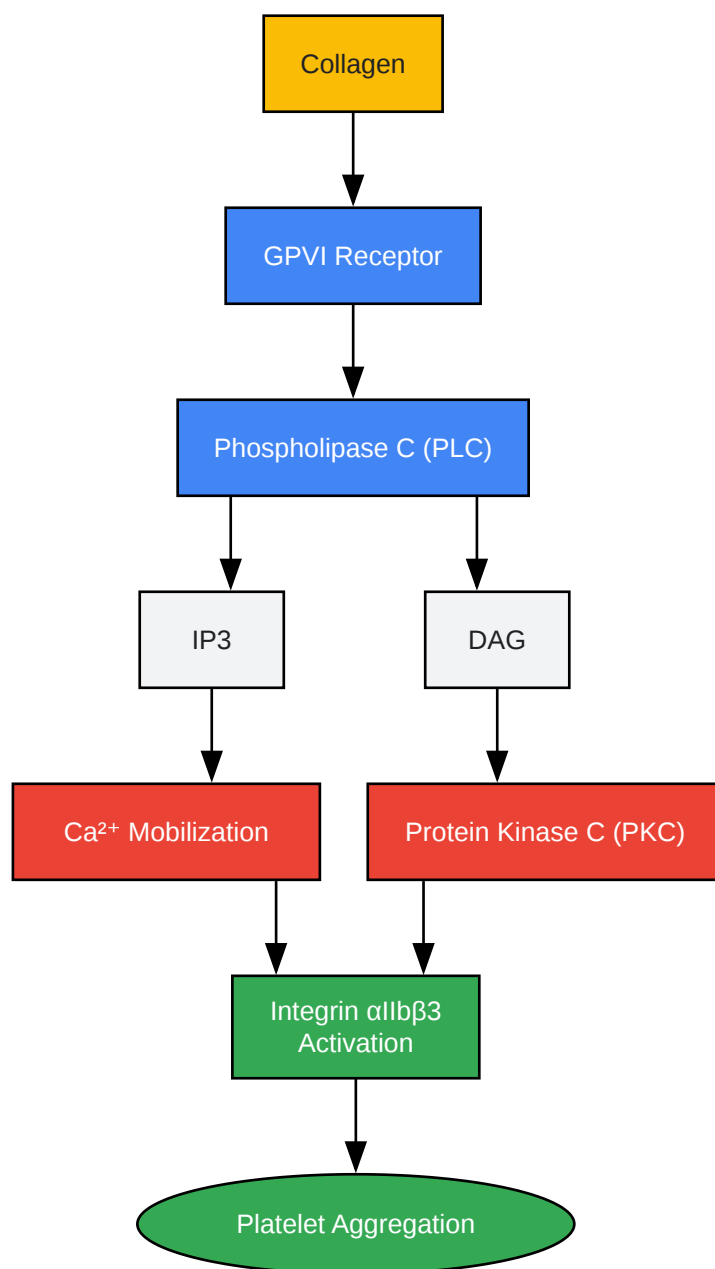 Collagen
GPVI Receptor
Phospholipase C (PLC)
IP3
DAG
Ca²⁺ Mobilization
Protein Kinase C (PKC)
Integrin αIIbβ3
Activation
Platelet Aggregation